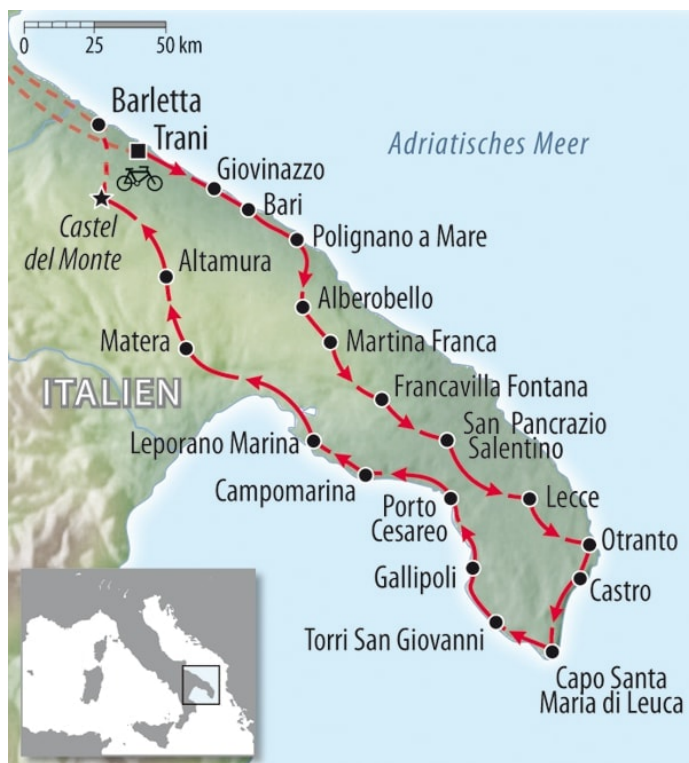 0 25 50 km
Barletta
Trani
Adriatisches Meer
Giovinazzo
Bari
Castel
del Monte
Polignano a Mare
Altamura
Alberobello
Matera
Martina Franca
ITALIEN
Francavilla Fontana
San Pancrazio
Salentino
Leporano Marina
Campomarina
Porto
Cesareo
Lecce
Otranto
Gallipoli
Castro
Torri San Giovanni
Capo Santa
Maria di Leuca